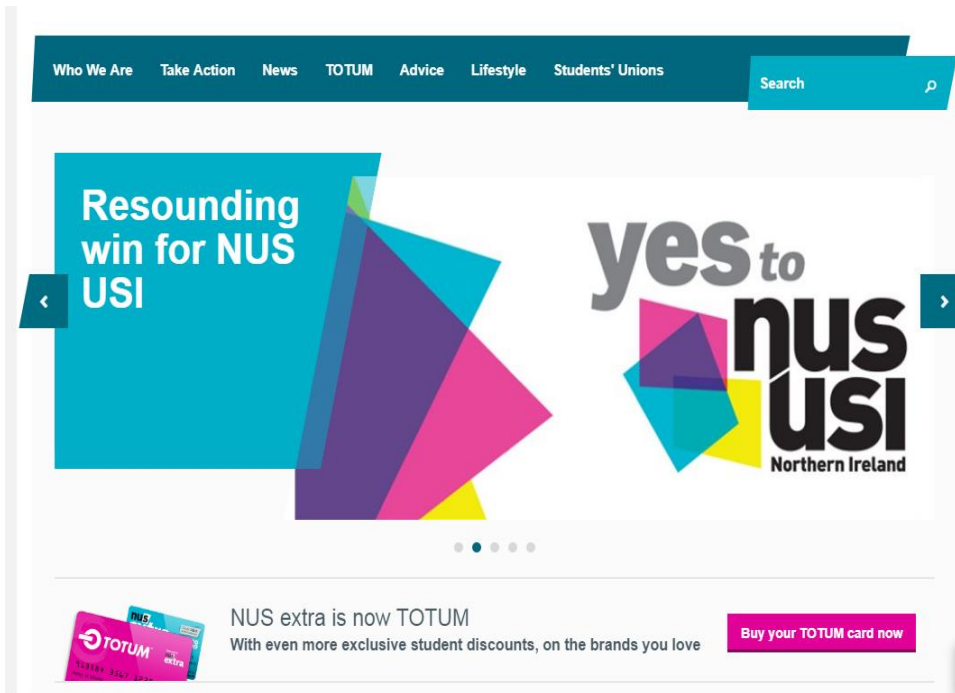 Who We Are Take Action News TOTUM Advice Lifestyle Students' Unions
Search
Resounding
win for NUS
USI
yes to
nus
usi
Northern Ireland
NUS extra is now TOTUM
With even more exclusive student discounts, on the brands you love
Buy your TOTUM card now
nus
extra
TOTUM
nus
extra